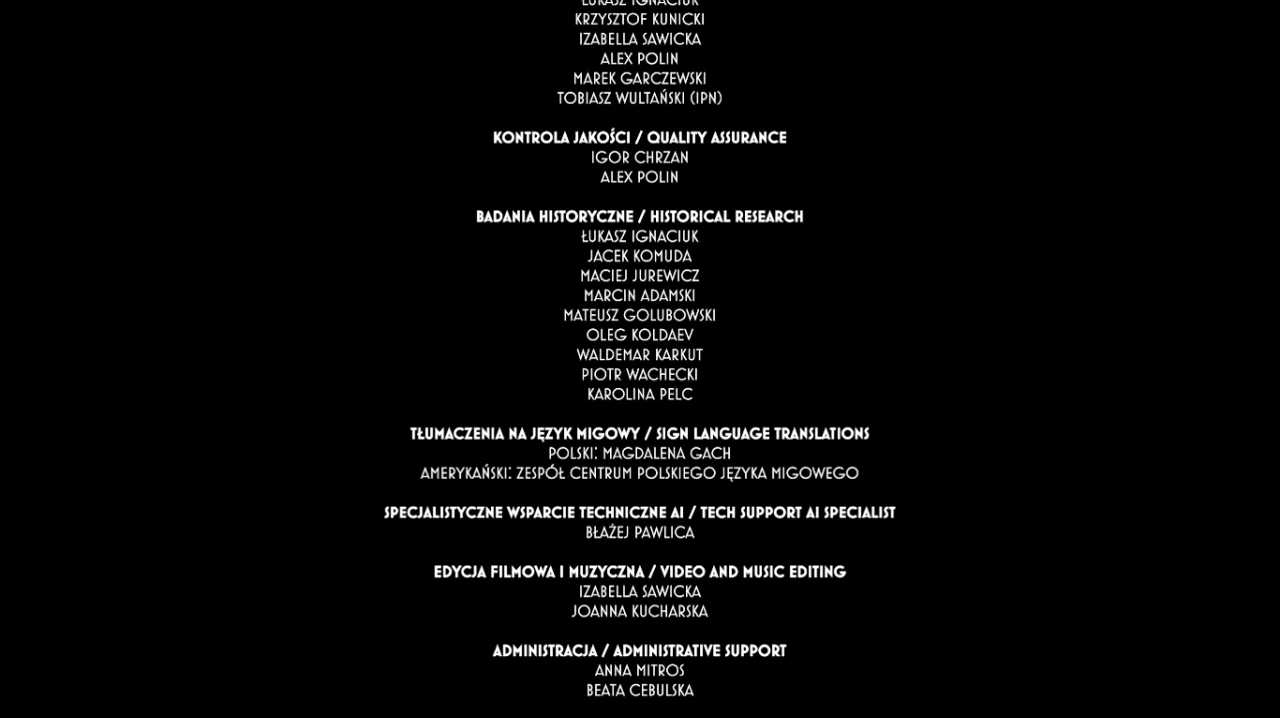 ŁUKASZ IGNACIUK
KRZYSZTOF KUNICKI
IZABELLA SAWICKA
ALEX POLIN
MAREK GARCZEWSKI
TOBIASZ WULTAŃSKI (IPN)
KONTROLA JAKOŚCI / QUALITY ASSURANCE
IGOR CHRZAN
ALEX POLIN
BADANIA HISTORYCZNE / HISTORICAL RESEARCH
ŁUKASZ IGNACIUK
JACEK KOMUDA
MACIEJ JUREWICZ
MARCIN ADAMSKI
MATEUSZ GOLUBOWSKI
OLEG KOLDAEV
WALDEMAR KARKUT
PIOTR WACHECKI
KAROLINA PELC
TŁUMACZENIA NA JĘZYK MIGOWY / SIGN LANGUAGE TRANSLATIONS
POLSKI: MAGDALENA GACH
AMERYKAŃSKI: ZESPÓŁ CENTRUM POLSKIEGO JĘZYKA MIGOWEGO
SPECJALISTYCZNE WSPARCIE TECHNICZNE AI / TECH SUPPORT AI SPECIALIST
BŁAŻEJ PAWLICA
EDYCJA FILMOWA I MUZYCZNA / VIDEO AND MUSIC EDITING
IZABELLA SAWICKA
JOANNA KUCHARSKA
ADMINISTRACJA / ADMINISTRATIVE SUPPORT
ANNA MITROS
BEATA CEBULSKA